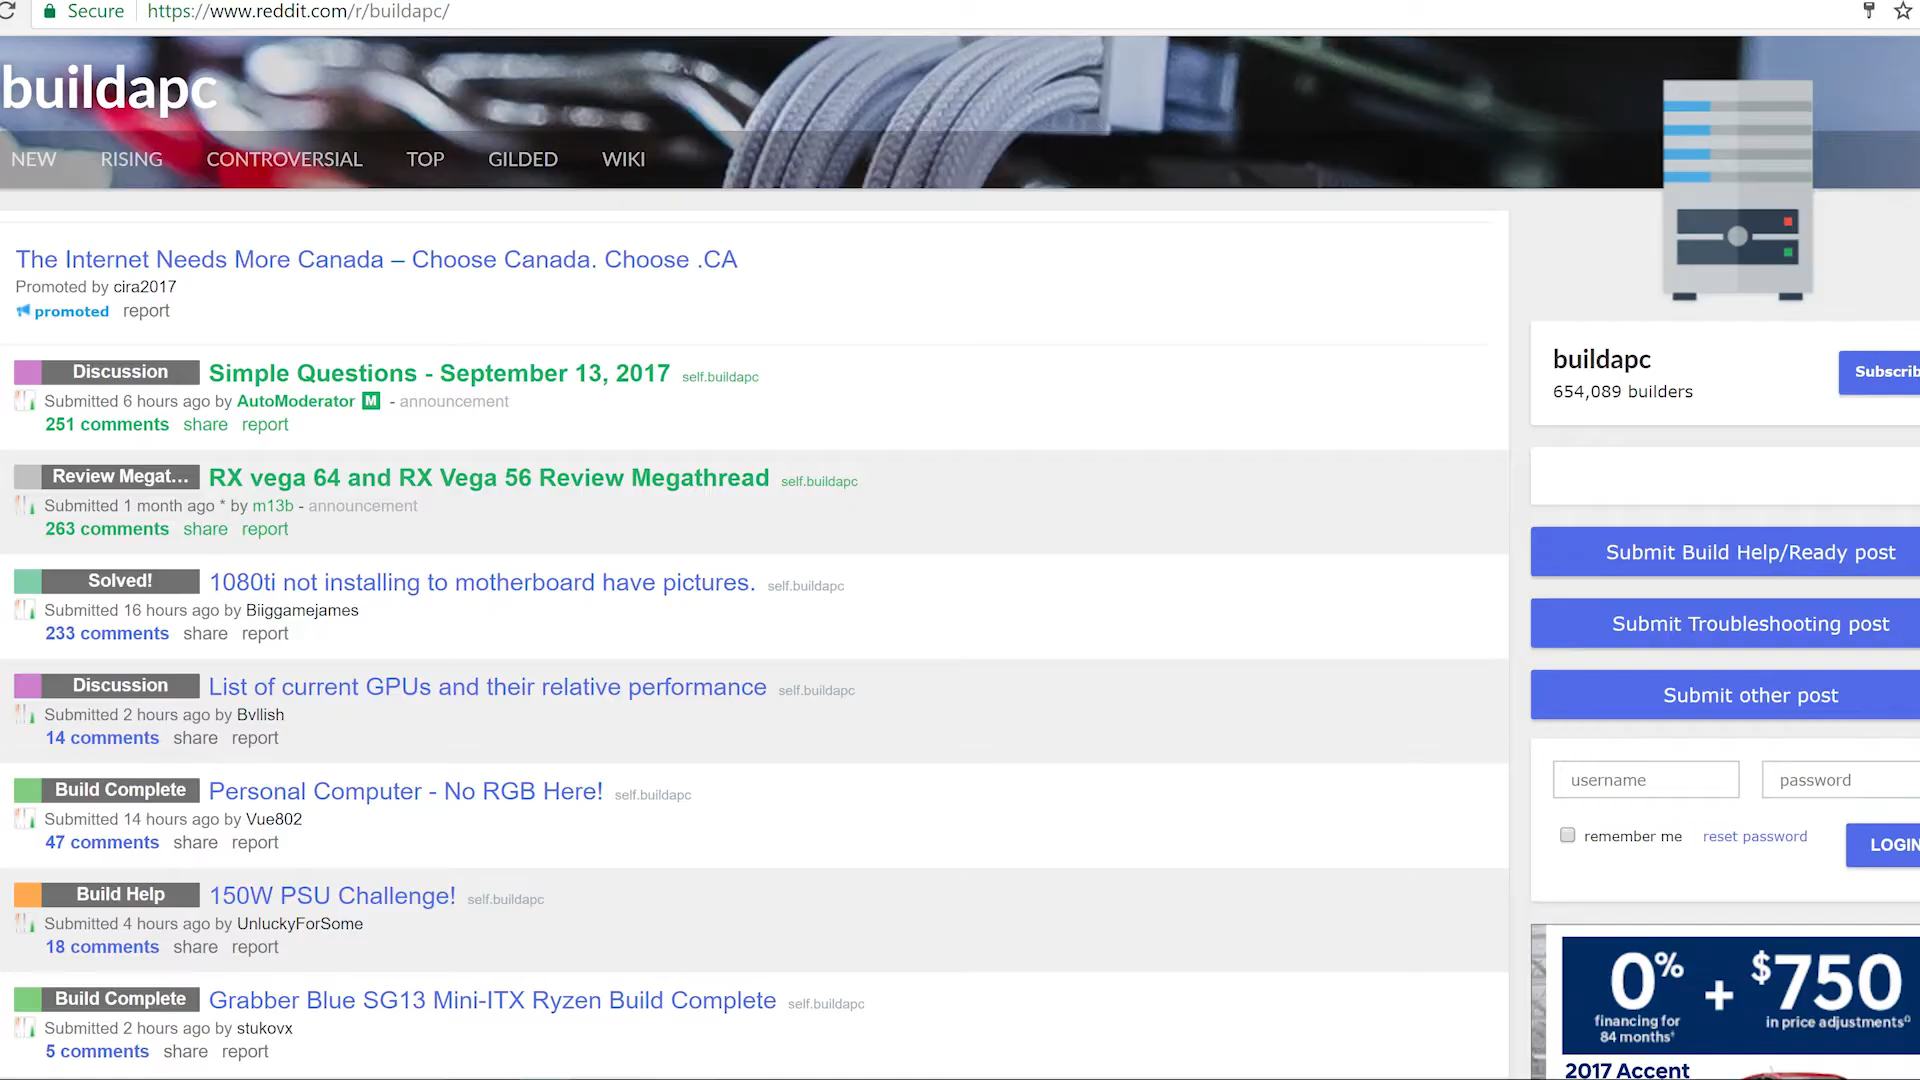 Secure https://www.reddit.com/r/buildapc/
buildapc
NEW RISING CONTROVERSIAL TOP GILDED WIKI
The Internet Needs More Canada – Choose Canada. Choose .CA
Promoted by cira2017
promoted report
Discussion Simple Questions - September 13, 2017 self.buildapc
Submitted 6 hours ago by AutoModerator M - announcement
251 comments share report
Review Megat... RX vega 64 and RX Vega 56 Review Megathread self.buildapc
Submitted 1 month ago * by m13b - announcement
263 comments share report
Solved! 1080ti not installing to motherboard have pictures. self.buildapc
Submitted 16 hours ago by Biiggamejames
233 comments share report
Discussion List of current GPUs and their relative performance self.buildapc
Submitted 2 hours ago by Bvllish
14 comments share report
Build Complete Personal Computer - No RGB Here! self.buildapc
Submitted 14 hours ago by Vue802
47 comments share report
Build Help 150W PSU Challenge! self.buildapc
Submitted 4 hours ago by UnluckyForSome
18 comments share report
Build Complete Grabber Blue SG13 Mini-ITX Ryzen Build Complete self.buildapc
Submitted 2 hours ago by stukovx
5 comments share report
buildapc
654,089 builders
Subscrib
Submit Build Help/Ready post
Submit Troubleshooting post
Submit other post
username password
remember me reset password LOGIN
0% + $750
financing for 84 months† in price adjustments
2017 Accent